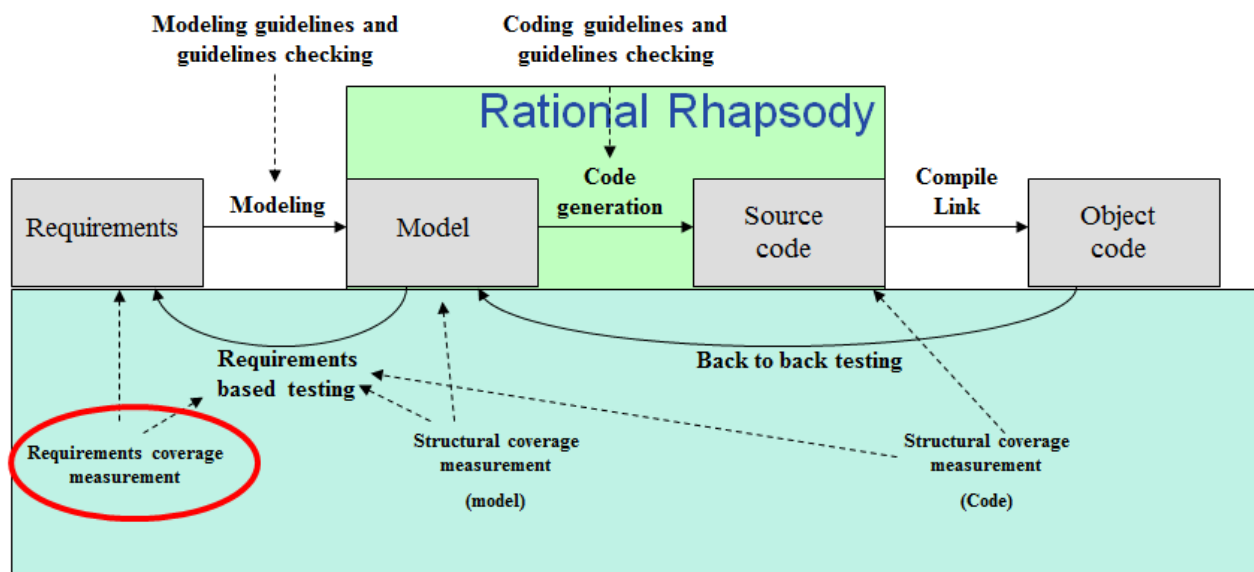 Modeling guidelines and
guidelines checking
Coding guidelines and
guidelines checking
Rational Rhapsody
Requirements
Modeling
Model
Code
generation
Source
code
Compile
Link
Object
code
Requirements
based testing
Back to back testing
Requirements coverage
measurement
Structural coverage
measurement
(model)
Structural coverage
measurement
(Code)